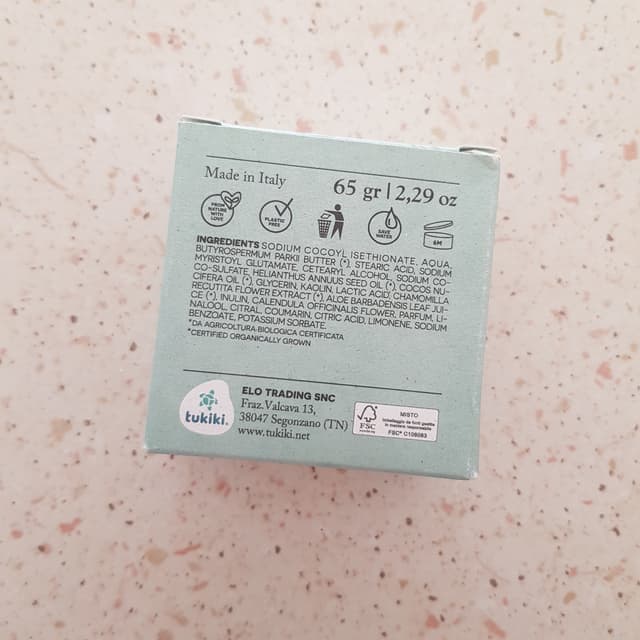 Made in Italy
65 gr | 2,29 oz
FROM NATURE WITH LOVE
PLASTIC FREE
SAVE WATER
6M
INGREDIENTS SODIUM COCOYL ISETHIONATE, AQUA,
BUTYROSPERMUM PARKII BUTTER (*), STEARIC ACID, SODIUM
MYRISTOYL GLUTAMATE, CETEARYL ALCOHOL, SODIUM CO-
CO-SULFATE, HELIANTHUS ANNUUS SEED OIL (*), COCOS NU-
CIFERA OIL (*), GLYCERIN, KAOLIN, LACTIC ACID, CHAMOMILLA
RECUTITA FLOWER EXTRACT (*), ALOE BARBADENSIS LEAF JUI-
CE (*), INULIN, CALENDULA OFFICINALIS FLOWER, PARFUM, LI-
NALOOL, CITRAL, COUMARIN, CITRIC ACID, LIMONENE, SODIUM
BENZOATE, POTASSIUM SORBATE.
*DA AGRICOLTURA BIOLOGICA CERTIFICATA
*CERTIFIED ORGANICALLY GROWN
tukiki
ELO TRADING SNC
Fraz.Valcava 13,
38047 Segonzano (TN)
www.tukiki.net
FSC
MISTO
FSC® C106083